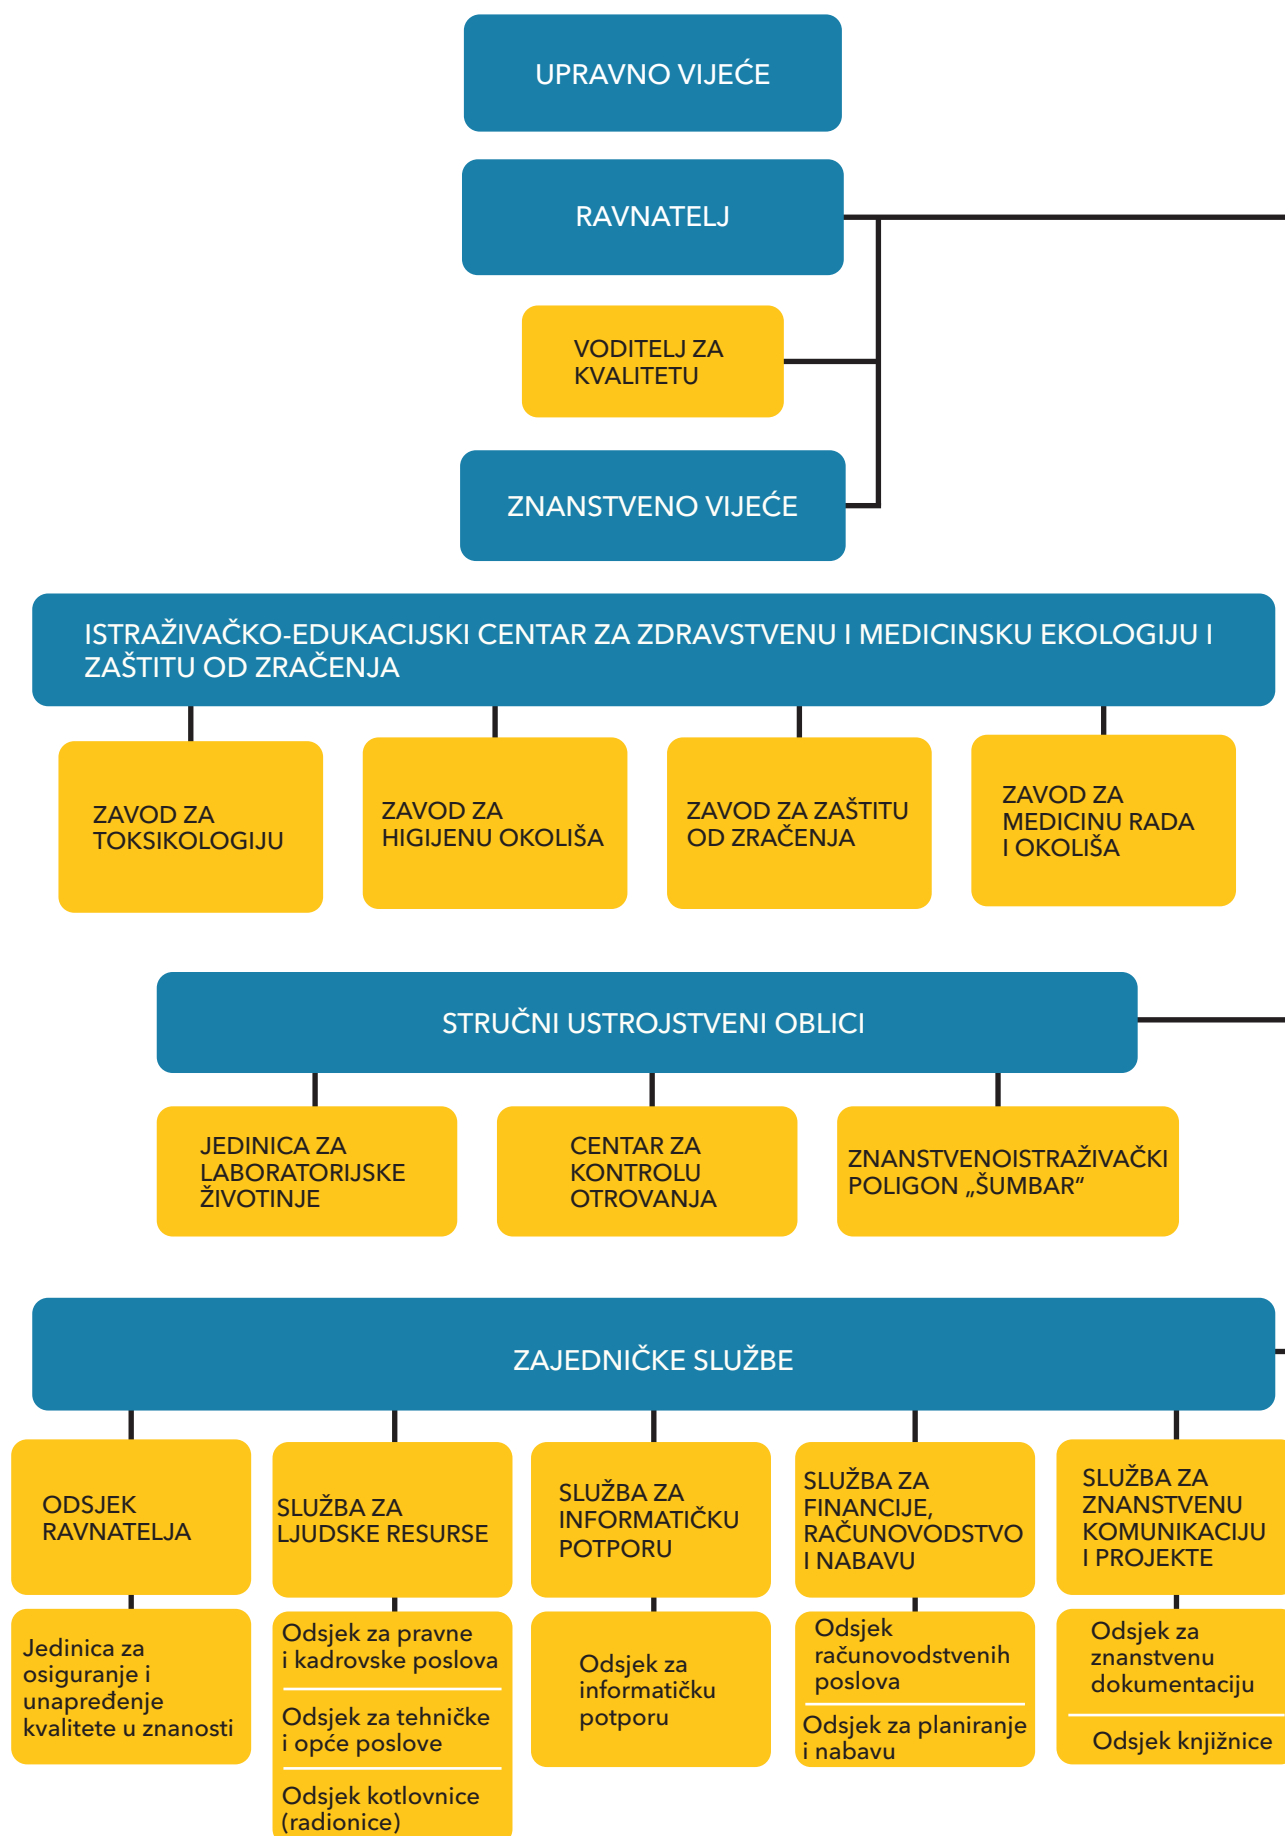 UPRAVNO VIJEĆE
RAVNATELJ
VODITELJ ZA
KVALITETU
ZNANSTVENO VIJEĆE
ISTRAŽIVAČKO-EDUKACIJSKI CENTAR ZA ZDRAVSTVENU I MEDICINSKU EKOLOGIJU I
ZAŠTITU OD ZRAČENJA
ZAVOD ZA
TOKSIKOLOGIJU
ZAVOD ZA
HIGIJENU OKOLIŠA
ZAVOD ZA ZAŠTITU
OD ZRAČENJA
ZAVOD ZA
MEDICINU RADA
I OKOLIŠA
STRUČNI USTROJSTVENI OBLICI
JEDINICA ZA
LABORATORIJSKE
ŽIVOTINJE
CENTAR ZA
KONTROLU
OTROVANJA
ZNANSTVENOISTRAŽIVAČKI
POLIGON „ŠUMBAR“
ZAJEDNIČKE SLUŽBE
ODSJEK
RAVNATELJA
SLUŽBA ZA
LJUDSKE RESURSE
SLUŽBA ZA
INFORMATIČKU
POTPORU
SLUŽBA ZA
FINANCIJE,
RAČUNOVODSTVO
I NABAVU
SLUŽBA ZA
ZNANSTVENU
KOMUNIKACIJU
I PROJEKTE
Jedinica za
osiguranje i
unapređenje
kvalitete u znanosti
Odsjek za pravne
i kadrovske poslova
Odsjek za tehničke
i opće poslove
Odsjek kotlovnice
(radionice)
Odsjek za
informatičku
potporu
Odsjek
računovodstvenih
poslova
Odsjek za planiranje
i nabavu
Odsjek za
znanstvenu
dokumentaciju
Odsjek knjižnice